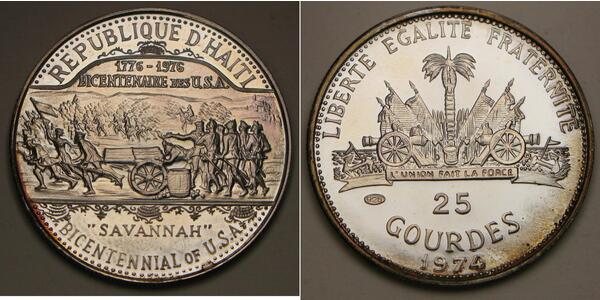 REPUBLIQUE D'HAITI
1776-1976
BICENTENAIRE DES U.S.A.
"SAVANNAH"
BICENTENNIAL OF U.S.A.
LIBERTE EGALITE FRATERNITE
L'UNION FAIT LA FORCE
25
GOURDES
1974